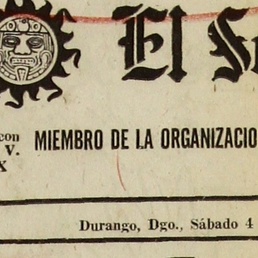 El S
con
V.
X
MIEMBRO DE LA ORGANIZACIO
Durango, Dgo., Sábado 4